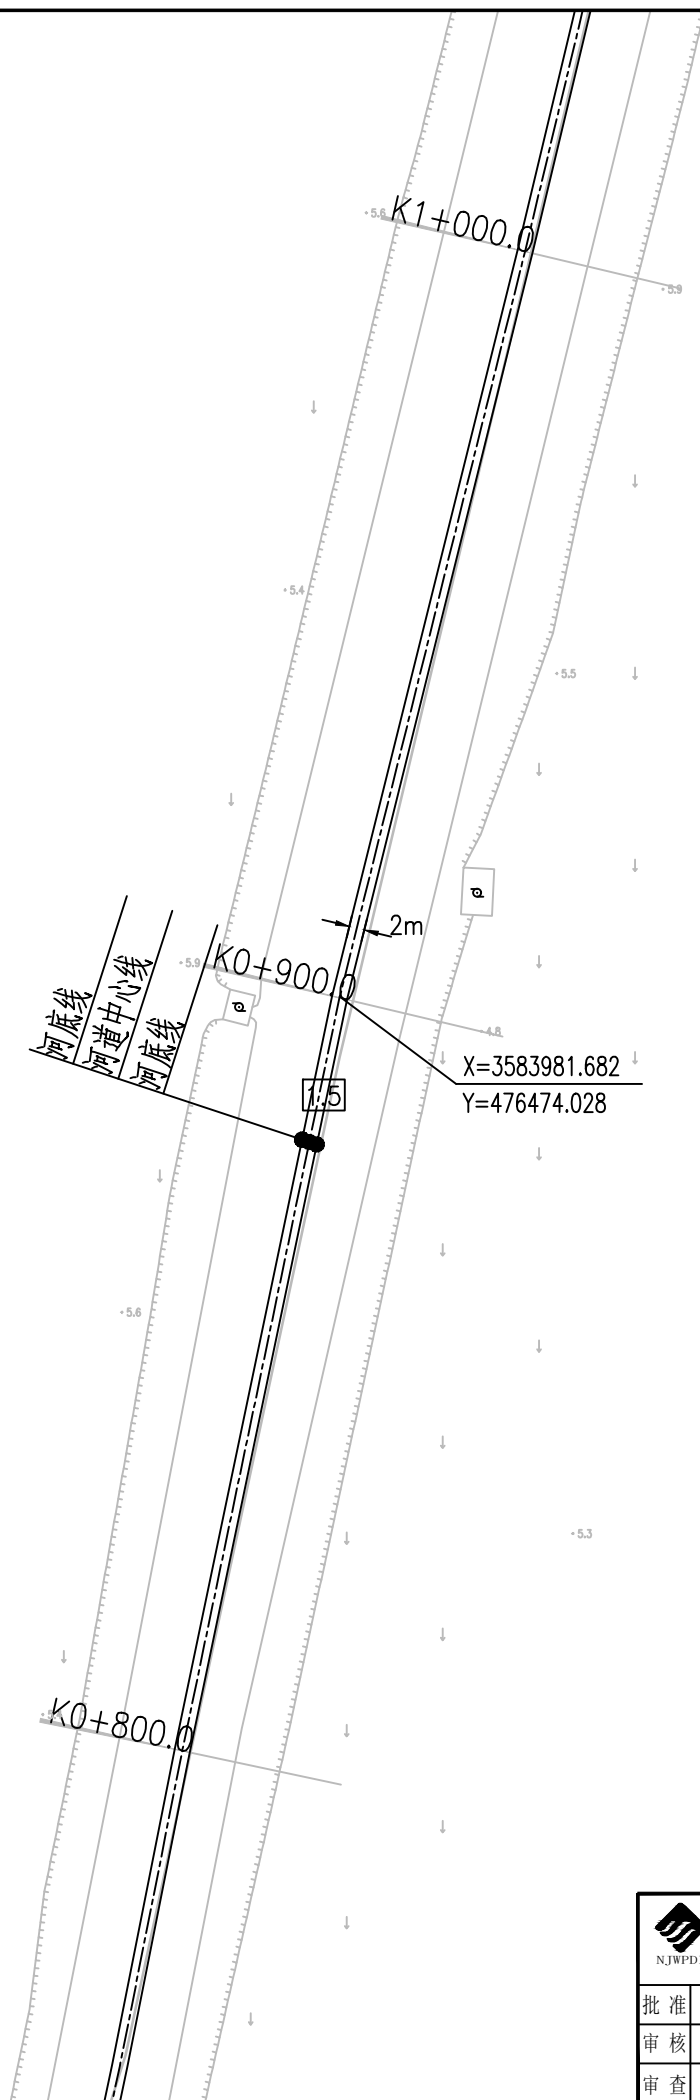 5.6
K1+000.0
5.9
5.4
5.5
2m
5.9
K0+900.0
4.8
河底线
河道中心线
河底线
X=3583981.682
Y=476474.028
1.5
5.6
5.3
K0+800.0
NJWPD
批 准
审 核
审 查